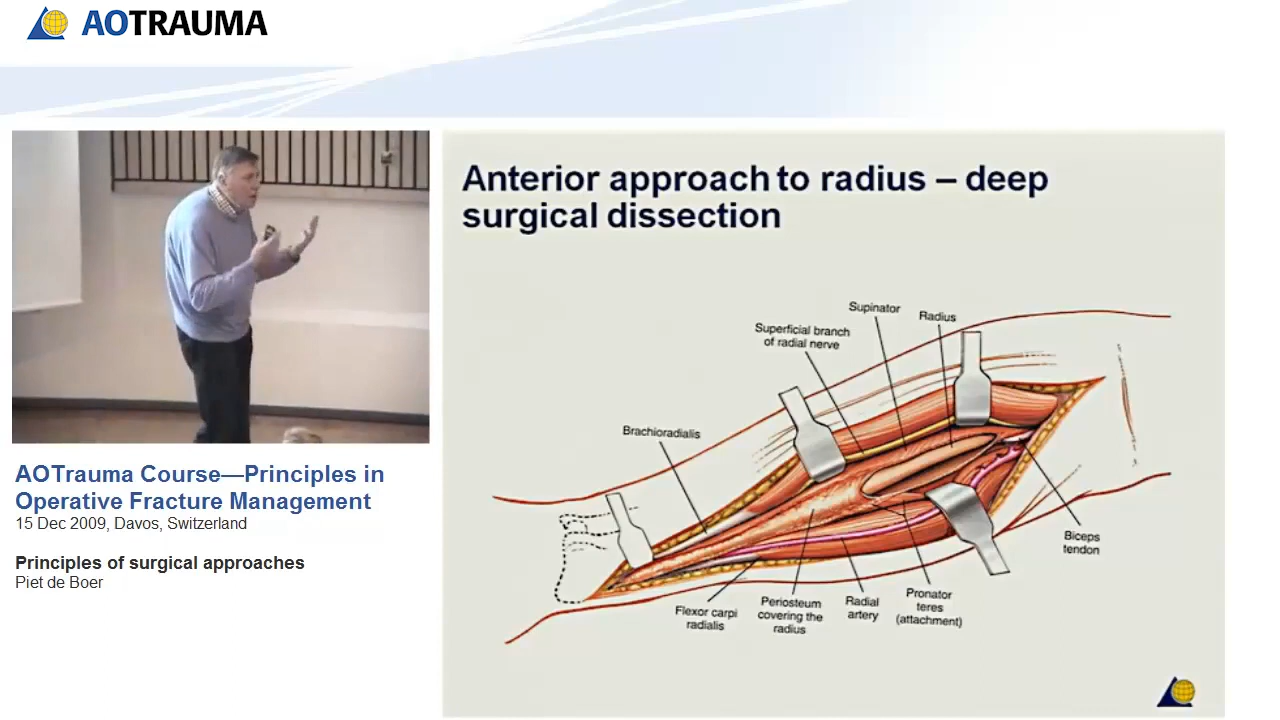 AOTRAUMA
Anterior approach to radius – deep
surgical dissection
Supinator
Radius
Superficial branch
of radial nerve
Brachioradialis
Biceps
tendon
Flexor carpi
radialis
Periosteum
covering the
radius
Radial
artery
Pronator
teres
(attachment)
AOTrauma Course—Principles in
Operative Fracture Management
15 Dec 2009, Davos, Switzerland
Principles of surgical approaches
Piet de Boer